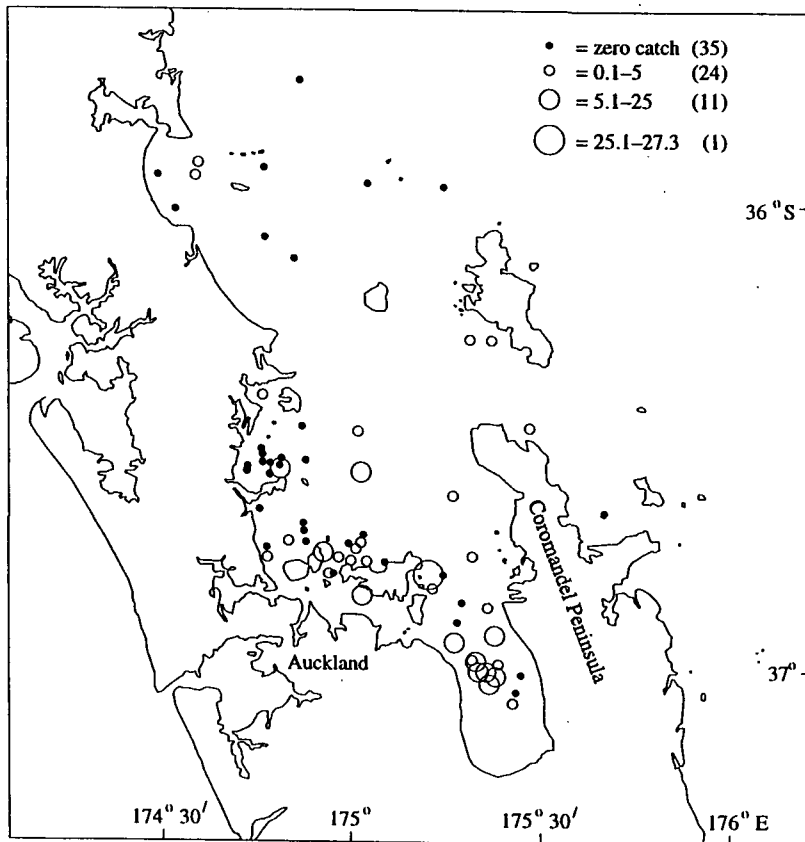 = zero catch (35)
= 0.1–5 (24)
= 5.1–25 (11)
= 25.1–27.3 (1)
36° S
Coromandel Peninsula
Auckland
37°
174° 30′
175°
175° 30′
176° E